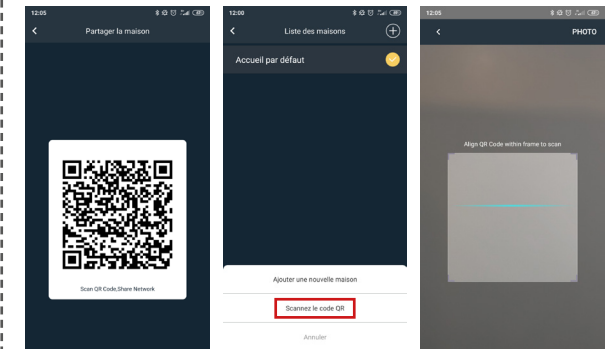 12:05
Partager la maison
Scan QR Code,Share Network
12:00
Liste des maisons
Accueil par défaut
Ajouter une nouvelle maison
Scannez le code QR
Annuler
12:05
PHOTO
Align QR Code within frame to scan